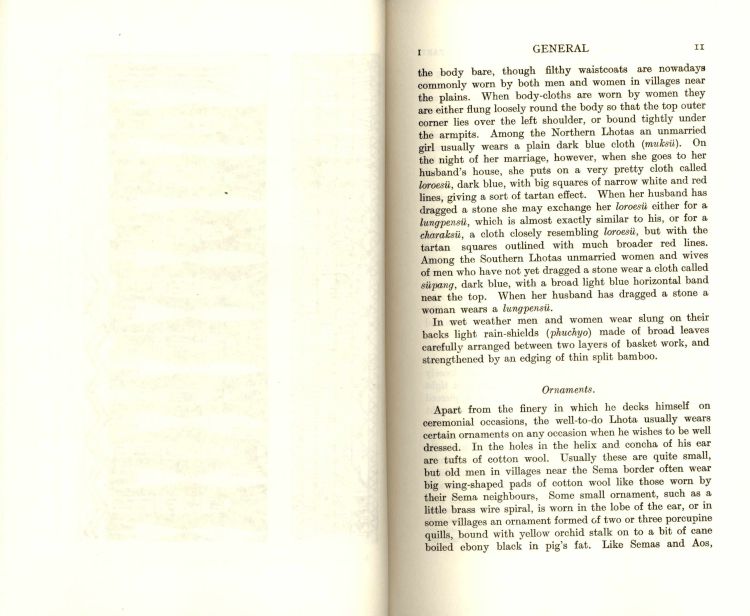 I GENERAL 11
the body bare, though filthy waistcoats are nowadays
commonly worn by both men and women in villages near
the plains. When body-cloths are worn by women they
are either flung loosely round the body so that the top outer
corner lies over the left shoulder, or bound tightly under
the armpits. Among the Northern Lhotas an unmarried
girl usually wears a plain dark blue cloth (muksü). On
the night of her marriage, however, when she goes to her
husband's house, she puts on a very pretty cloth called
loroesü, dark blue, with big squares of narrow white and red
lines, giving a sort of tartan effect. When her husband has
dragged a stone she may exchange her loroesü either for a
lungpensü, which is almost exactly similar to his, or for a
charaksü, a cloth closely resembling loroesü, but with the
tartan squares outlined with much broader red lines.
Among the Southern Lhotas unmarried women and wives
of men who have not yet dragged a stone wear a cloth called
süpang, dark blue, with a broad light blue horizontal band
near the top. When her husband has dragged a stone a
woman wears a lungpensü.
In wet weather men and women wear slung on their
backs light rain-shields (phuchyo) made of broad leaves
carefully arranged between two layers of basket work, and
strengthened by an edging of thin split bamboo.
Ornaments.
Apart from the finery in which he decks himself on
ceremonial occasions, the well-to-do Lhota usually wears
certain ornaments on any occasion when he wishes to be well
dressed. In the holes in the helix and concha of his ear
are tufts of cotton wool. Usually these are quite small,
but old men in villages near the Sema border often wear
big wing-shaped pads of cotton wool like those worn by
their Sema neighbours. Some small ornament, such as a
little brass wire spiral, is worn in the lobe of the ear, or in
some villages an ornament formed of two or three porcupine
quills, bound with yellow orchid stalk on to a bit of cane
boiled ebony black in pig's fat. Like Semas and Aos,